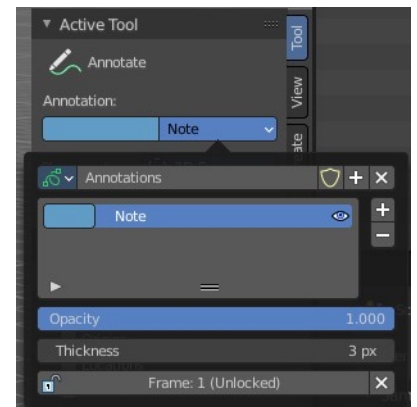 Active Tool
Tool
Annotate
View
Annotation:
Note
Annotations
Note
Opacity 1.000
Thickness 3 px
Frame: 1 (Unlocked)